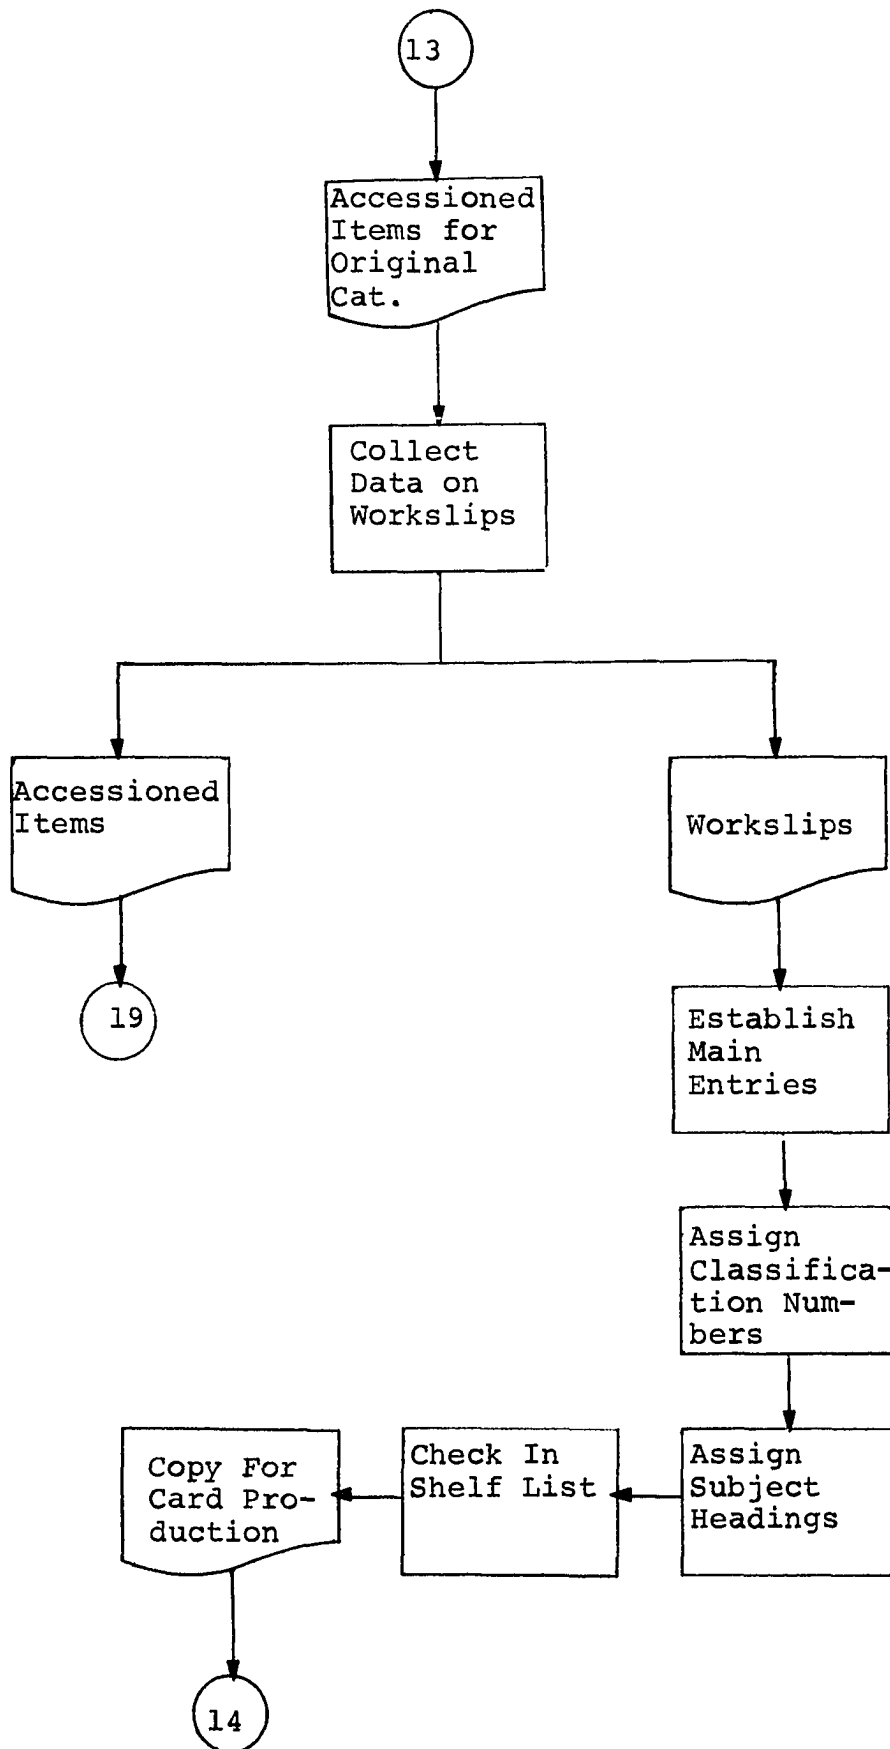 13
Accessioned
Items for
Original
Cat.
Collect
Data on
Workslips
Accessioned
Items
Workslips
19
Establish
Main
Entries
Assign
Classifica-
tion Num-
bers
Assign
Subject
Headings
Check In
Shelf List
Copy For
Card Pro-
duction
14